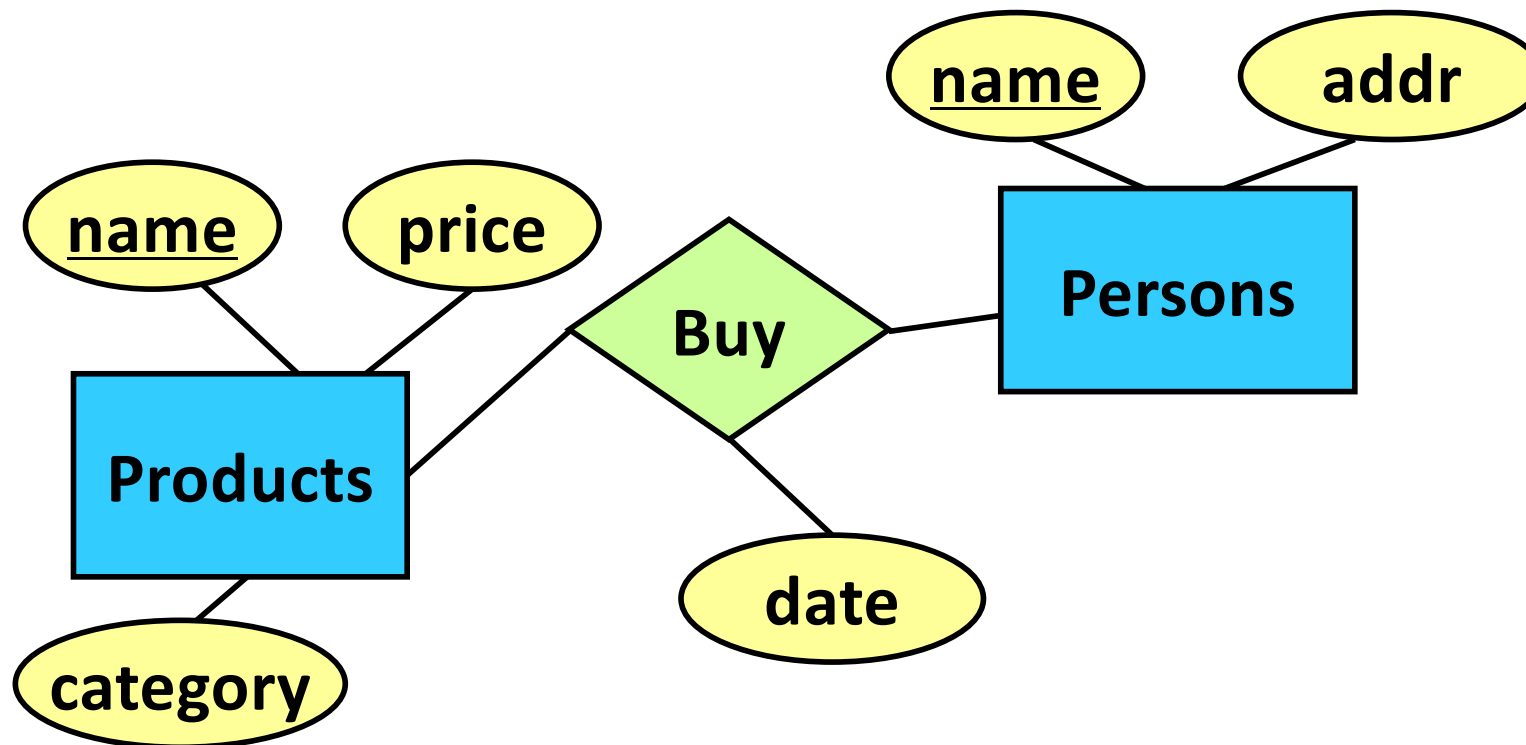 name
addr
name
price
Persons
Buy
Products
date
category